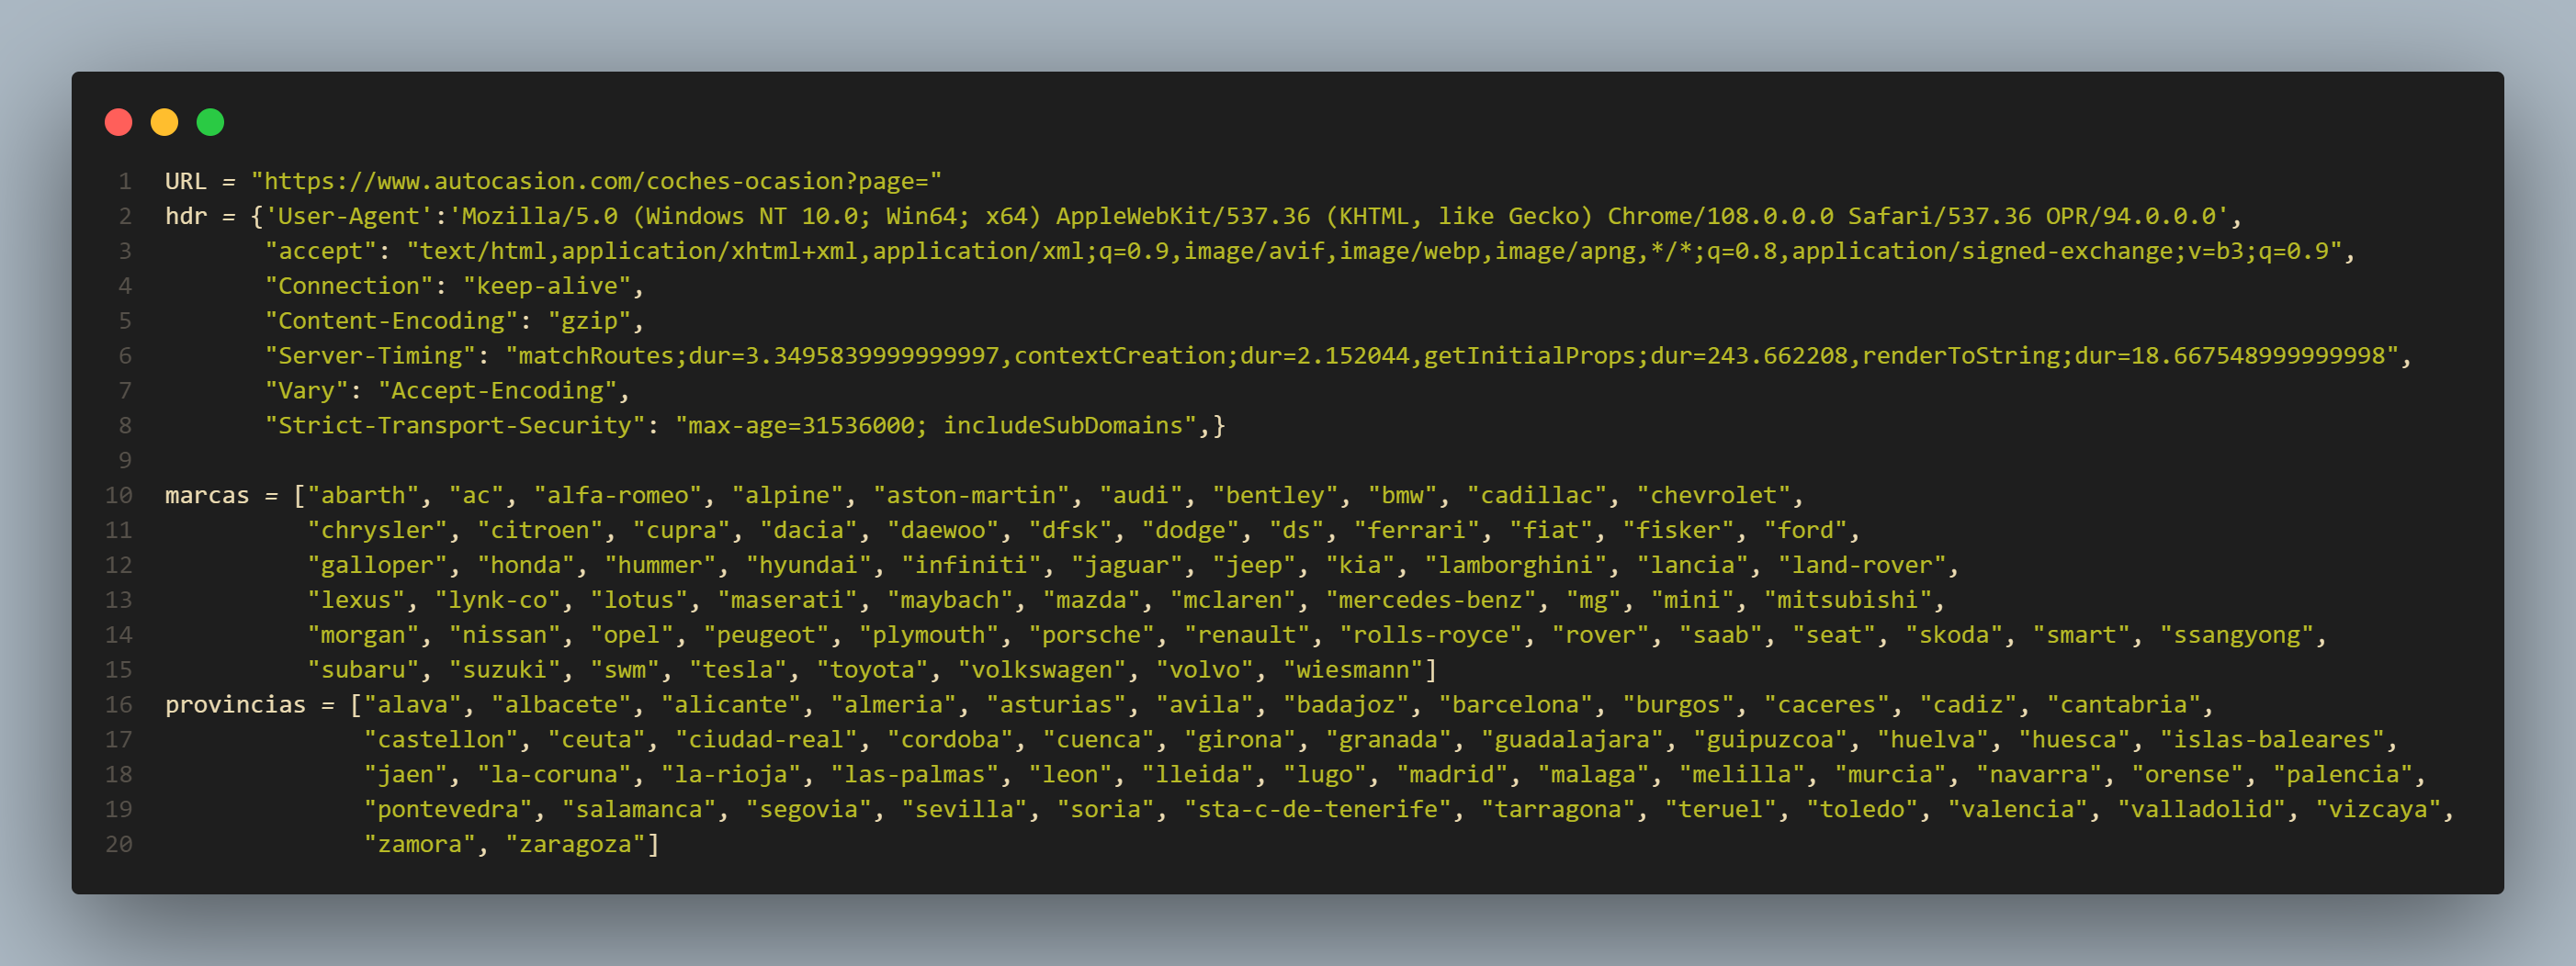 1 URL = "https://www.autocasion.com/coches-ocasion?page="
2 hdr = {'User-Agent':'Mozilla/5.0 (Windows NT 10.0; Win64; x64) AppleWebKit/537.36 (KHTML, like Gecko) Chrome/108.0.0.0 Safari/537.36 OPR/94.0.0.0',
3 "accept": "text/html,application/xhtml+xml,application/xml;q=0.9,image/avif,image/webp,image/apng,*/*;q=0.8,application/signed-exchange;v=b3;q=0.9",
4 "Connection": "keep-alive",
5 "Content-Encoding": "gzip",
6 "Server-Timing": "matchRoutes;dur=3.3495839999999997,contextCreation;dur=2.152044,getInitialProps;dur=243.662208,renderToString;dur=18.667548999999998",
7 "Vary": "Accept-Encoding",
8 "Strict-Transport-Security": "max-age=31536000; includeSubDomains",}
9
10 marcas = ["abarth", "ac", "alfa-romeo", "alpine", "aston-martin", "audi", "bentley", "bmw", "cadillac", "chevrolet",
11 "chrysler", "citroen", "cupra", "dacia", "daewoo", "dfsk", "dodge", "ds", "ferrari", "fiat", "fisker", "ford",
12 "galloper", "honda", "hummer", "hyundai", "infiniti", "jaguar", "jeep", "kia", "lamborghini", "lancia", "land-rover",
13 "lexus", "lynk-co", "lotus", "maserati", "maybach", "mazda", "mclaren", "mercedes-benz", "mg", "mini", "mitsubishi",
14 "morgan", "nissan", "opel", "peugeot", "plymouth", "porsche", "renault", "rolls-royce", "rover", "saab", "seat", "skoda", "smart", "ssangyong",
15 "subaru", "suzuki", "swm", "tesla", "toyota", "volkswagen", "volvo", "wiesmann"]
16 provincias = ["alava", "albacete", "alicante", "almeria", "asturias", "avila", "badajoz", "barcelona", "burgos", "caceres", "cadiz", "cantabria",
17 "castellon", "ceuta", "ciudad-real", "cordoba", "cuenca", "girona", "granada", "guadalajara", "guipuzcoa", "huelva", "huesca", "islas-baleares",
18 "jaen", "la-coruna", "la-rioja", "las-palmas", "leon", "lleida", "lugo", "madrid", "malaga", "melilla", "murcia", "navarra", "orense", "palencia",
19 "pontevedra", "salamanca", "segovia", "sevilla", "soria", "sta-c-de-tenerife", "tarragona", "teruel", "toledo", "valencia", "valladolid", "vizcaya",
20 "zamora", "zaragoza"]